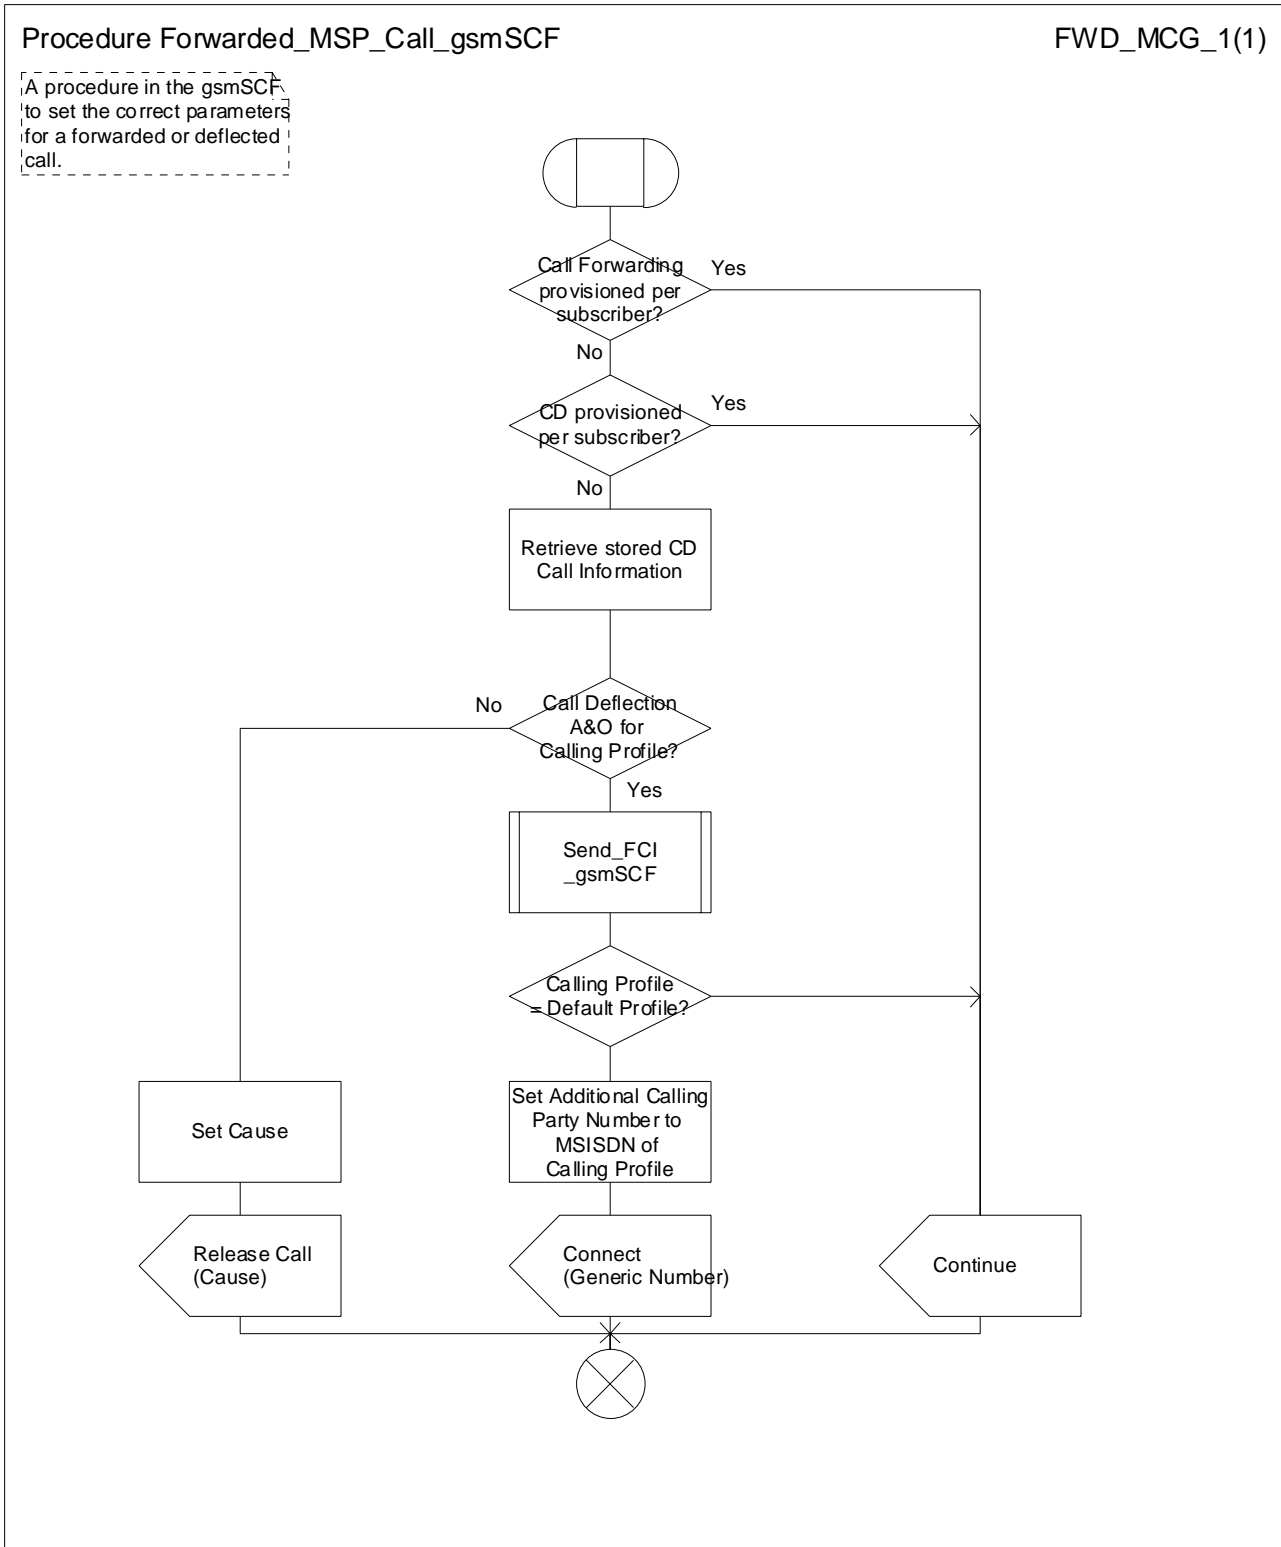 Procedure Forwarded_MSP_Call_gsmSCF
FWD_MCG_1(1)
A procedure in the gsmSCF
to set the correct parameters
for a forwarded or deflected
call.
Call Forwarding
provisioned per
subscriber?
Yes
No
CD provisioned
per subscriber?
Yes
No
Retrieve stored CD
Call Information
Call Deflection
A&O for
Calling Profile?
No
Yes
Send_FCI
_gsmSCF
Calling Profile
= Default Profile?
Set Cause
Set Additional Calling
Party Number to
MSISDN of
Calling Profile
Release Call
(Cause)
Connect
(Generic Number)
Continue